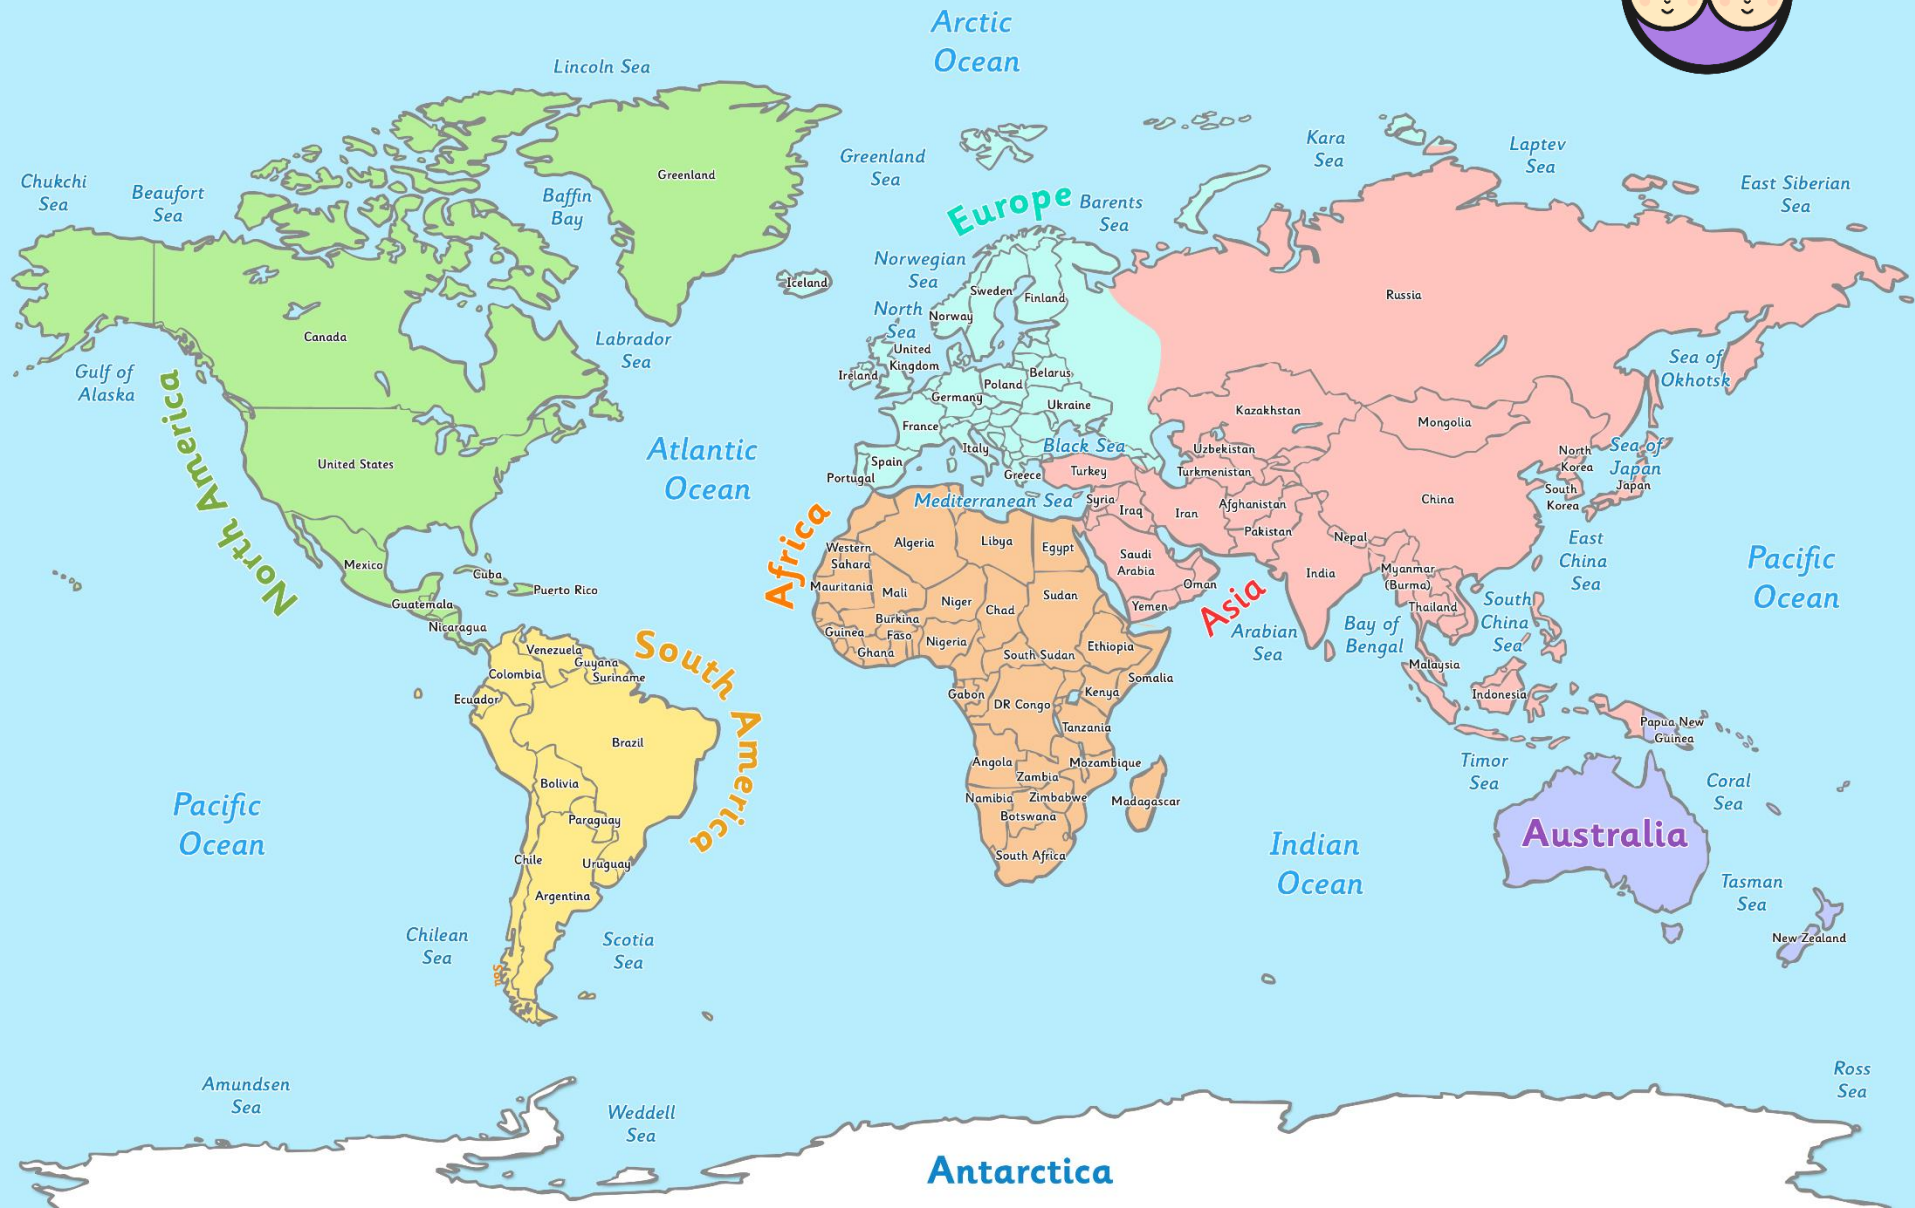 Arctic
Ocean
Lincoln Sea
Greenland
Chukchi
Sea
Beaufort
Sea
Baffin
Bay
Greenland
Sea
Kara
Sea
Laptev
Sea
East Siberian
Sea
Europe
Barents
Sea
Norwegian
Sea
Iceland
North
Sea
Sweden
Finland
Norway
Russia
Canada
Labrador
Sea
Gulf of
Alaska
North America
United
Kingdom
Ireland
Belarus
Poland
Germany
Ukraine
France
Italy
Black Sea
Spain
Portugal
Greece
Turkey
Mediterranean Sea
Kazakhstan
Mongolia
Sea of
Okhotsk
Uzbekistan
Turkmenistan
North
Korea
Sea of
Japan
Japan
South
Korea
China
Syria
Iraq
Iran
Afghanistan
Pakistan
Nepal
East
China
Sea
Pacific
Ocean
United States
Atlantic
Ocean
Mexico
Cuba
Puerto Rico
Guatemala
Nicaragua
Africa
Western
Sahara
Algeria
Libya
Egypt
Saudi
Arabia
Oman
Yemen
Asia
India
Myanmar
(Burma)
Thailand
South
China
Sea
Arabian
Sea
Bay of
Bengal
Mauritania
Mali
Niger
Chad
Sudan
Burkina
Faso
Guinea
Ghana
Nigeria
South Sudan
Ethiopia
Somalia
Gabon
DR Congo
Kenya
Tanzania
Angola
Zambia
Mozambique
Namibia
Zimbabwe
Botswana
Madagascar
South Africa
Malaysia
Indonesia
Papua New
Guinea
Timor
Sea
Coral
Sea
South America
Venezuela
Guyana
Suriname
Colombia
Ecuador
Brazil
Bolivia
Paraguay
Chile
Uruguay
Argentina
Pacific
Ocean
Indian
Ocean
Australia
Tasman
Sea
New Zealand
Chilean
Sea
Scotia
Sea
Sou
Amundsen
Sea
Weddell
Sea
Ross
Sea
Antarctica